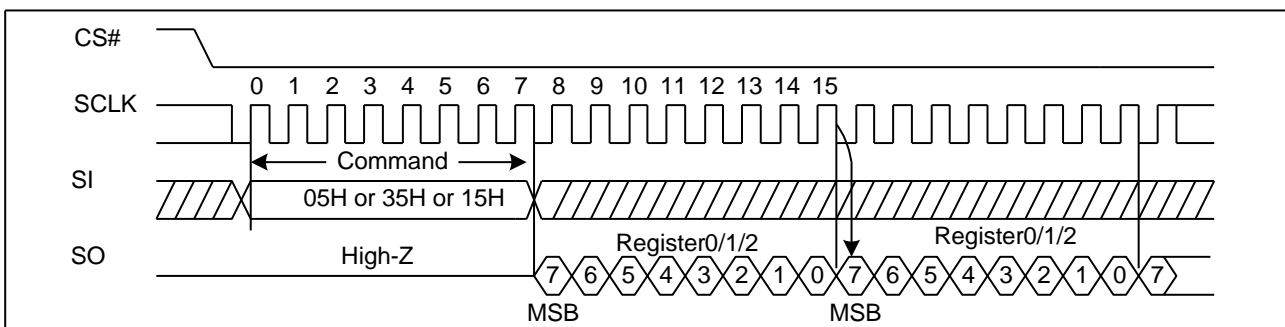 CS#
0 1 2 3 4 5 6 7 8 9 10 11 12 13 14 15
SCLK
Command
SI
05H or 35H or 15H
Register0/1/2 Register0/1/2
SO
High-Z
7 6 5 4 3 2 1 0 7 6 5 4 3 2 1 0 7
MSB MSB